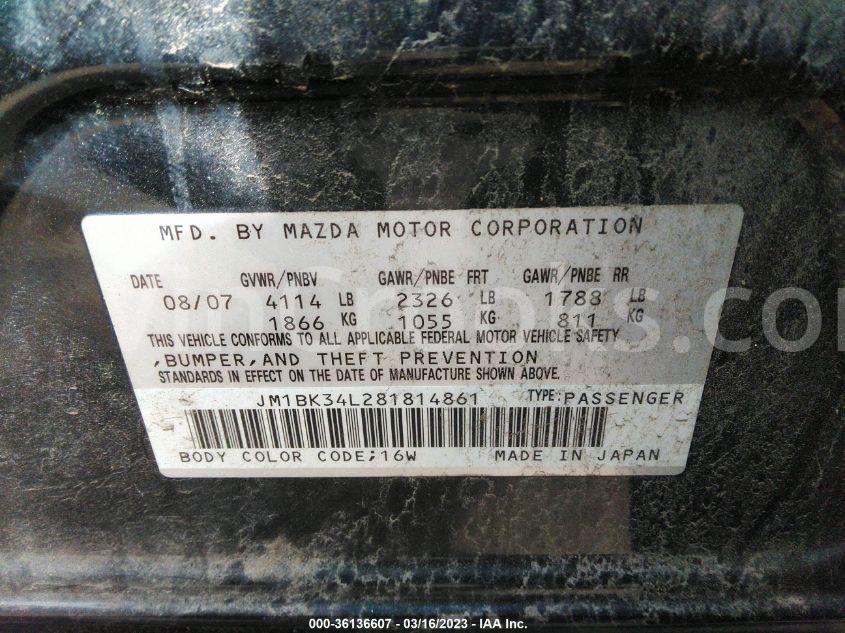 MFD. BY MAZDA MOTOR CORPORATION
DATE GVWR/PNBV GAWR/PNBE FRT GAWR/PNBE RR
08/07 4114 LB 2326 LB 1788 LB
1866 KG 1055 KG 811 KG
THIS VEHICLE CONFORMS TO ALL APPLICABLE FEDERAL MOTOR VEHICLE SAFETY
,BUMPER,AND THEFT PREVENTION
STANDARDS IN EFFECT ON THE DATE OF MANUFACTURE SHOWN ABOVE.
JM1BK34L281814861 TYPE:PASSENGER
BODY COLOR CODE;16W MADE IN JAPAN
000-36136607 - 03/16/2023 - IAA Inc.